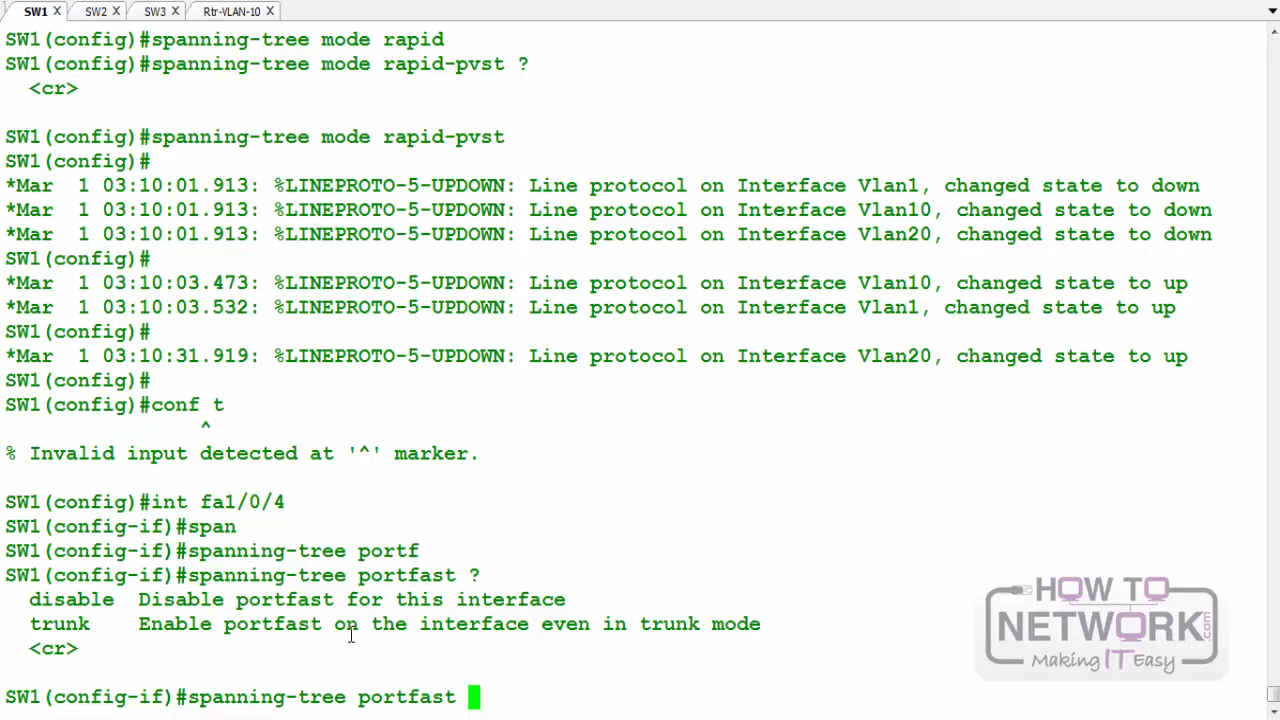 SW1 SW2 SW3 Rtr-VLAN-10
SW1(config)#spanning-tree mode rapid
SW1(config)#spanning-tree mode rapid-pvst ?
<cr>
SW1(config)#spanning-tree mode rapid-pvst
SW1(config)#
*Mar 1 03:10:01.913: %LINEPROTO-5-UPDOWN: Line protocol on Interface Vlan1, changed state to down
*Mar 1 03:10:01.913: %LINEPROTO-5-UPDOWN: Line protocol on Interface Vlan10, changed state to down
*Mar 1 03:10:01.913: %LINEPROTO-5-UPDOWN: Line protocol on Interface Vlan20, changed state to down
SW1(config)#
*Mar 1 03:10:03.473: %LINEPROTO-5-UPDOWN: Line protocol on Interface Vlan10, changed state to up
*Mar 1 03:10:03.532: %LINEPROTO-5-UPDOWN: Line protocol on Interface Vlan1, changed state to up
SW1(config)#
*Mar 1 03:10:31.919: %LINEPROTO-5-UPDOWN: Line protocol on Interface Vlan20, changed state to up
SW1(config)#
SW1(config)#conf t
^
% Invalid input detected at '^' marker.
SW1(config)#int fa1/0/4
SW1(config-if)#span
SW1(config-if)#spanning-tree portf
SW1(config-if)#spanning-tree portfast ?
disable Disable portfast for this interface
trunk Enable portfast on the interface even in trunk mode
<cr>
SW1(config-if)#spanning-tree portfast
HOW TO
NETWORK.com
Making IT Easy